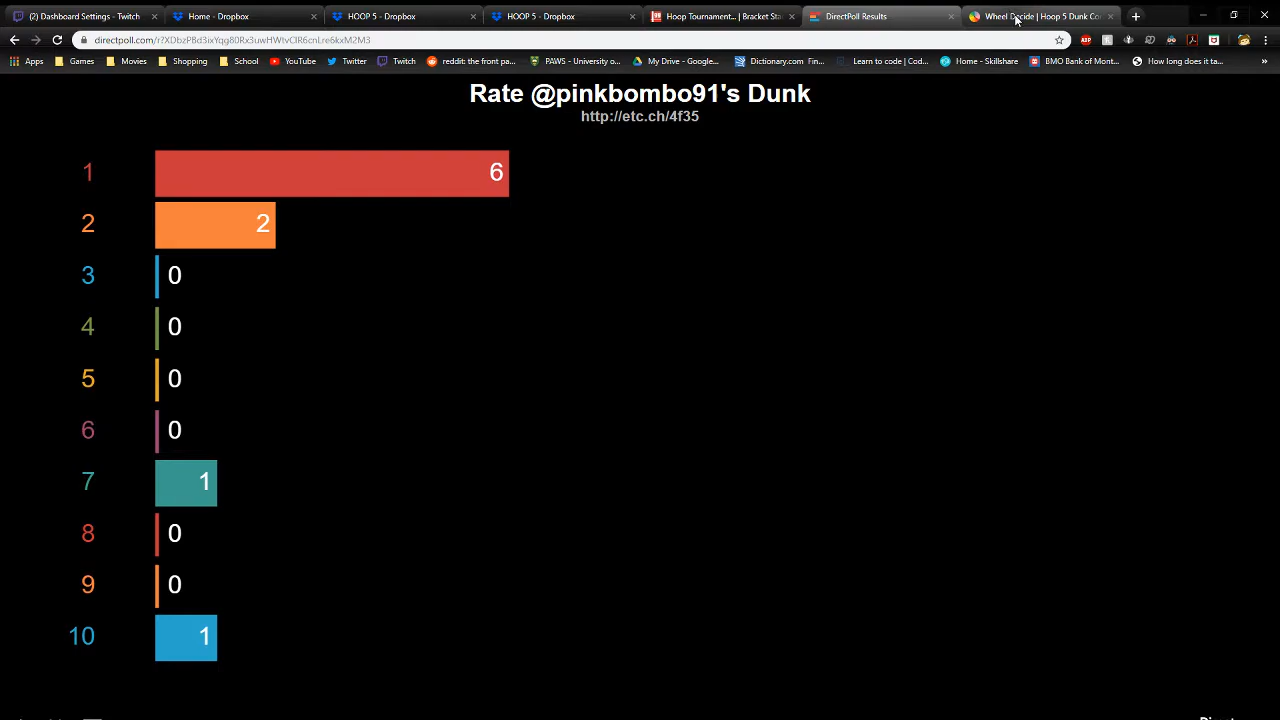 (2) Dashboard Settings - Twitch
Home - Dropbox
HOOP 5 - Dropbox
HOOP 5 - Dropbox
Hoop Tournament... | Bracket Sta
DirectPoll Results
Wheel Decide | Hoop 5 Dunk Co
directpoll.com/r?XDbzPBd3ixYqg80Rx3uwHWtvClR6cnLre6kxM2M3
Apps
Games
Movies
Shopping
School
YouTube
Twitter
Twitch
reddit: the front pa...
PAWS - University o...
My Drive - Google...
Dictionary.com Fin...
Learn to code | Cod...
Home - Skillshare
BMO Bank of Mont...
How long does it ta...
Rate @pinkbombo91's Dunk
http://etc.ch/4f35
1 6
2 2
3 0
4 0
5 0
6 0
7 1
8 0
9 0
10 1